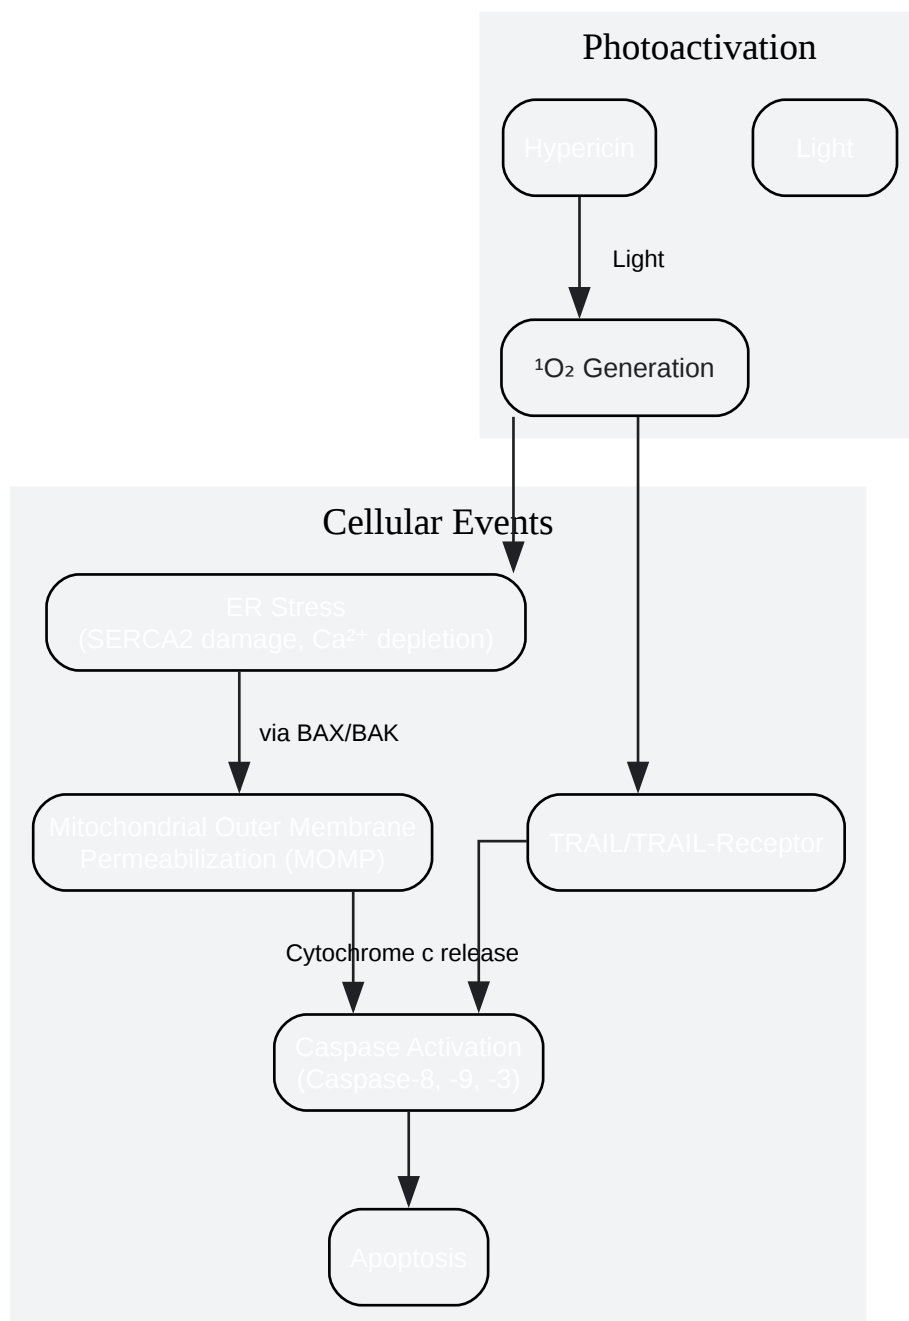 Photoactivation
Hypericin
Light
Light
¹O₂ Generation
Cellular Events
ER Stress
(SERCA2 damage, Ca²⁺ depletion)
via BAX/BAK
Mitochondrial Outer Membrane
Permeabilization (MOMP)
TRAIL/TRAIL-Receptor
Cytochrome c release
Caspase Activation
(Caspase-8, -9, -3)
Apoptosis